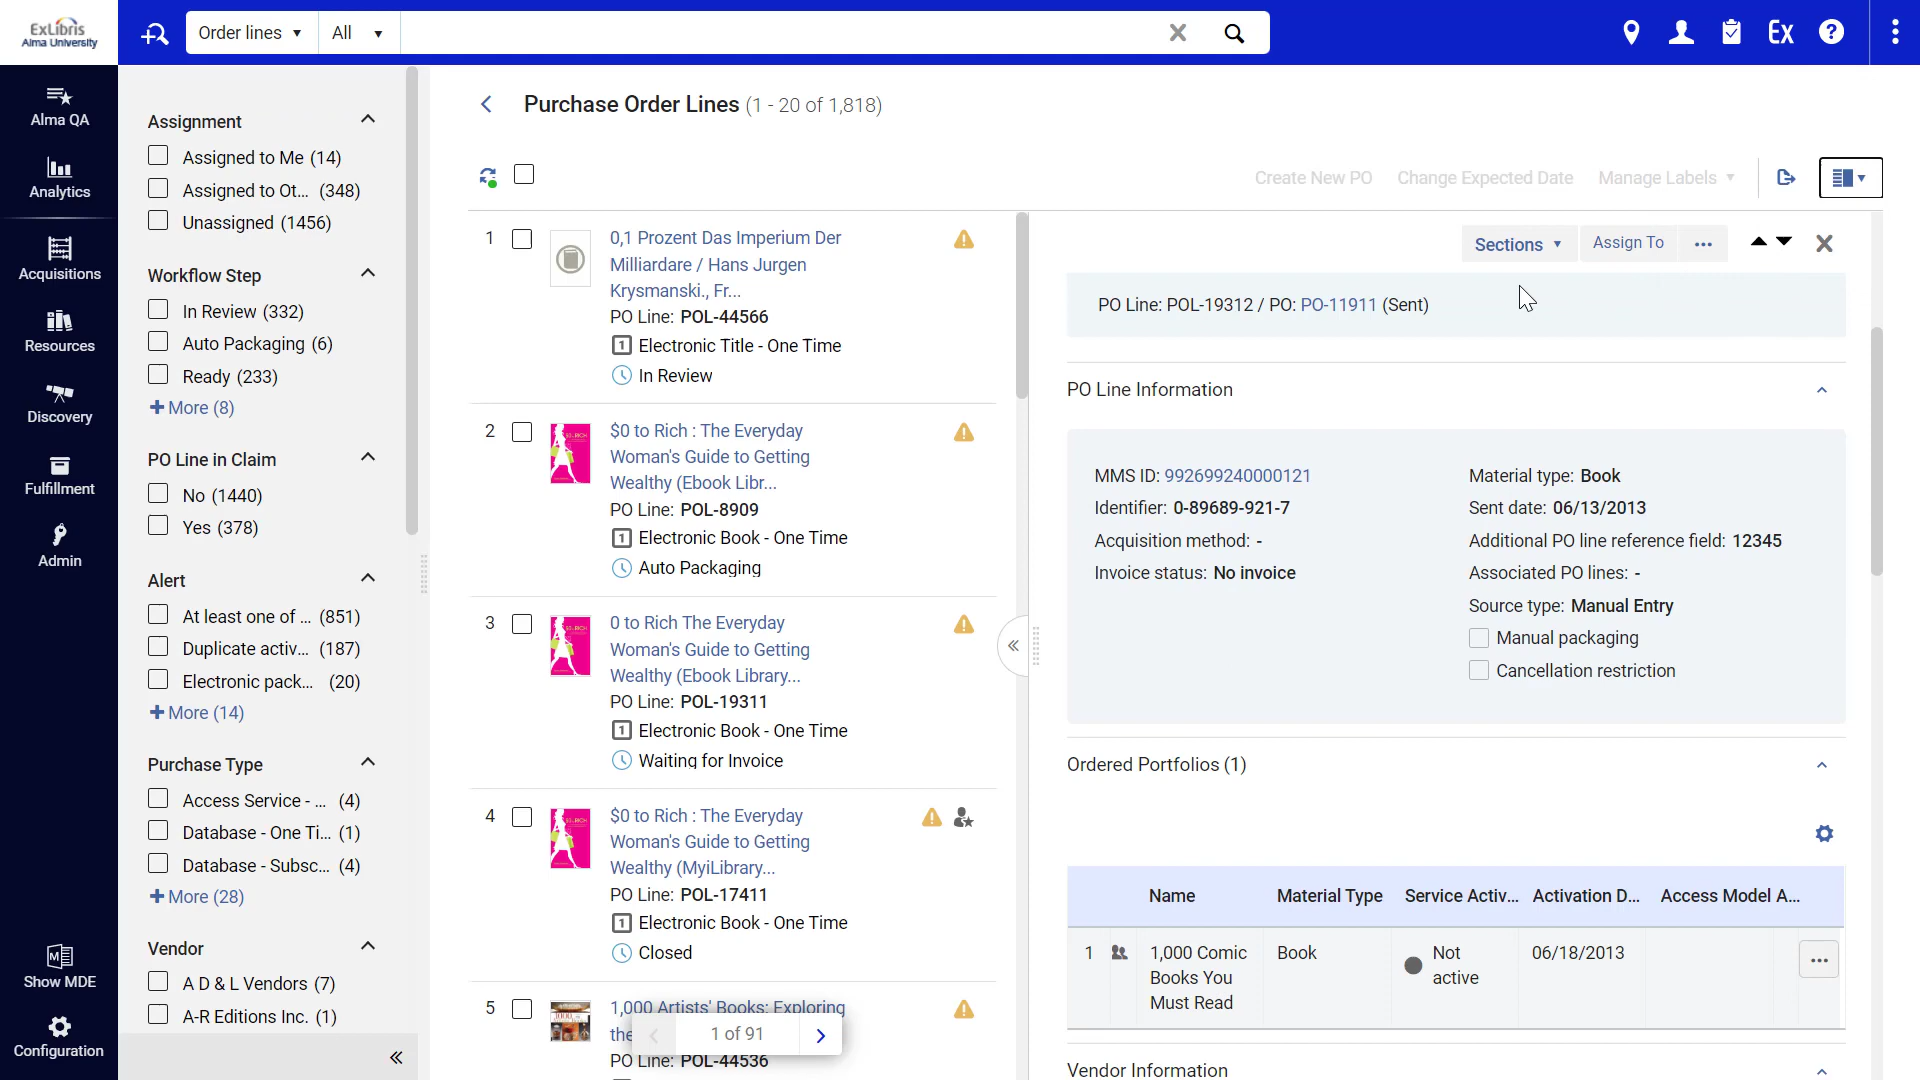 ExLibris
Alma University
Order lines
All
Ex
Alma QA
Analytics
Acquisitions
Resources
Discovery
Fulfillment
Admin
Show MDE
Configuration
Assignment
Assigned to Me (14)
Assigned to Ot... (348)
Unassigned (1456)
Workflow Step
In Review (332)
Auto Packaging (6)
Ready (233)
More (8)
PO Line in Claim
No (1440)
Yes (378)
Alert
At least one of ... (851)
Duplicate activ... (187)
Electronic pack... (20)
More (14)
Purchase Type
Access Service - ... (4)
Database - One Ti... (1)
Database - Subsc... (4)
More (28)
Vendor
A D & L Vendors (7)
A-R Editions Inc. (1)
Purchase Order Lines (1 - 20 of 1,818)
Create New PO
Change Expected Date
Manage Labels
1
0,1 Prozent Das Imperium Der
Milliardare / Hans Jurgen
Krysmanski., Fr...
PO Line: POL-44566
1 Electronic Title - One Time
In Review
2
$0 to Rich : The Everyday
Woman's Guide to Getting
Wealthy (Ebook Libr...
PO Line: POL-8909
1 Electronic Book - One Time
Auto Packaging
3
0 to Rich The Everyday
Woman's Guide to Getting
Wealthy (Ebook Library...
PO Line: POL-19311
1 Electronic Book - One Time
Waiting for Invoice
4
$0 to Rich : The Everyday
Woman's Guide to Getting
Wealthy (MyiLibrary...
PO Line: POL-17411
1 Electronic Book - One Time
Closed
5
1,000 Artists' Books: Exploring
the
PO Line: POL-44536
1 of 91
Sections
Assign To
PO Line: POL-19312 / PO: PO-11911 (Sent)
PO Line Information
MMS ID: 992699240000121
Identifier: 0-89689-921-7
Acquisition method: -
Invoice status: No invoice
Material type: Book
Sent date: 06/13/2013
Additional PO line reference field: 12345
Associated PO lines: -
Source type: Manual Entry
Manual packaging
Cancellation restriction
Ordered Portfolios (1)
Name
Material Type
Service Activ...
Activation D...
Access Model A...
1
1,000 Comic
Books You
Must Read
Book
Not
active
06/18/2013
Vendor Information